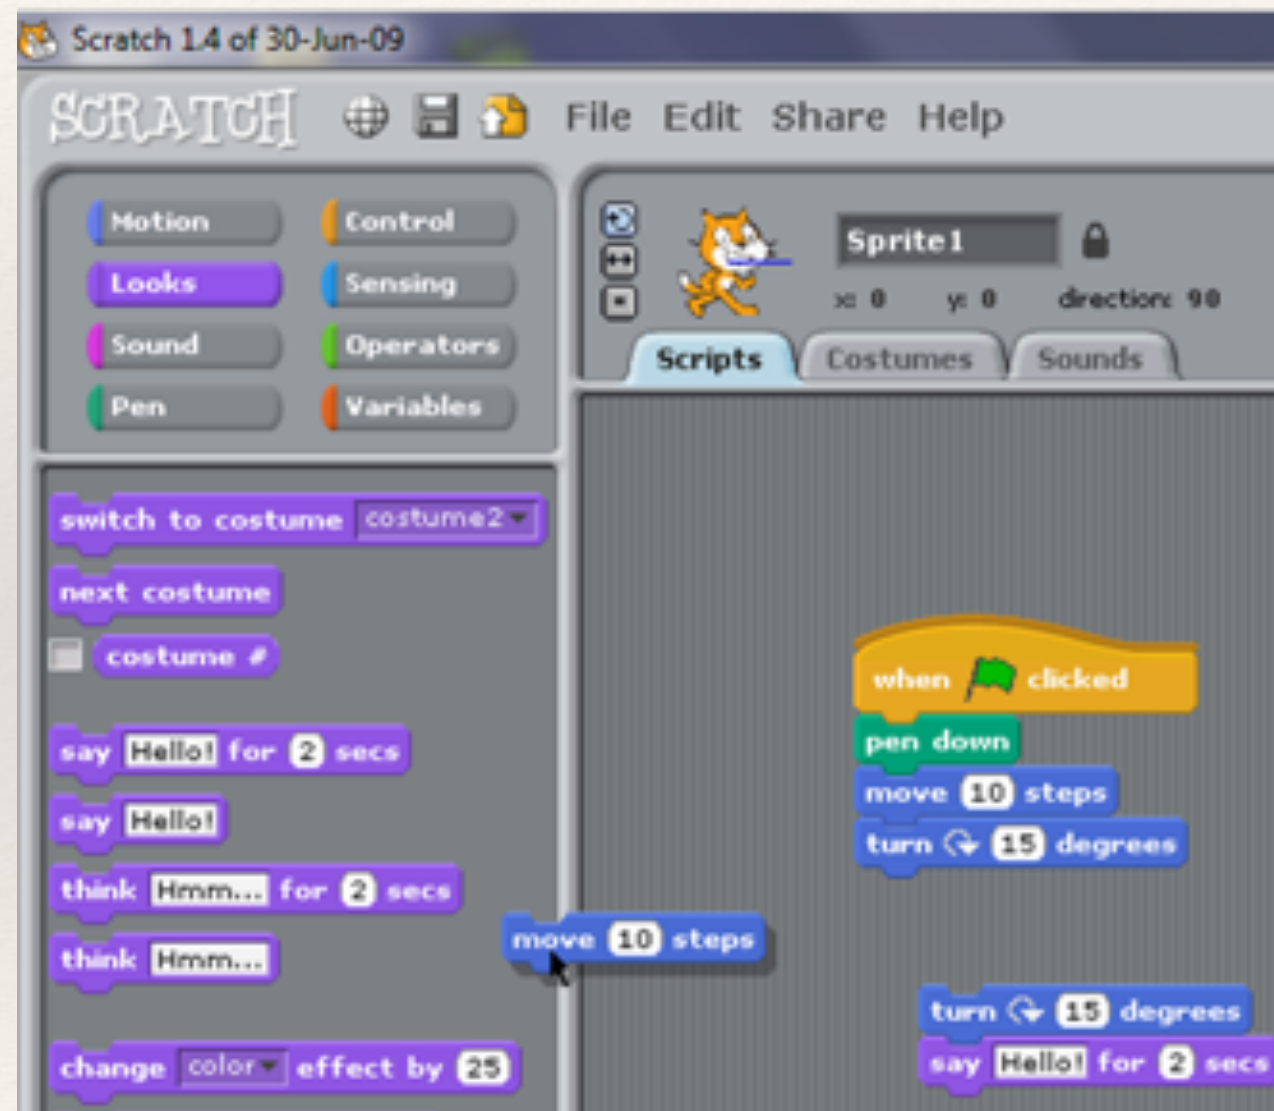 Scratch 1.4 of 30-Jun-09
SCRATCH File Edit Share Help
Motion Control
Looks Sensing
Sound Operators
Pen Variables
Sprite1
x: 0 y: 0 direction: 90
Scripts Costumes Sounds
switch to costume costume2
next costume
costume #
say Hello! for 2 secs
say Hello!
think Hmm... for 2 secs
think Hmm...
change color effect by 25
when clicked
pen down
move 10 steps
turn 15 degrees
move 10 steps
turn 15 degrees
say Hello! for 2 secs